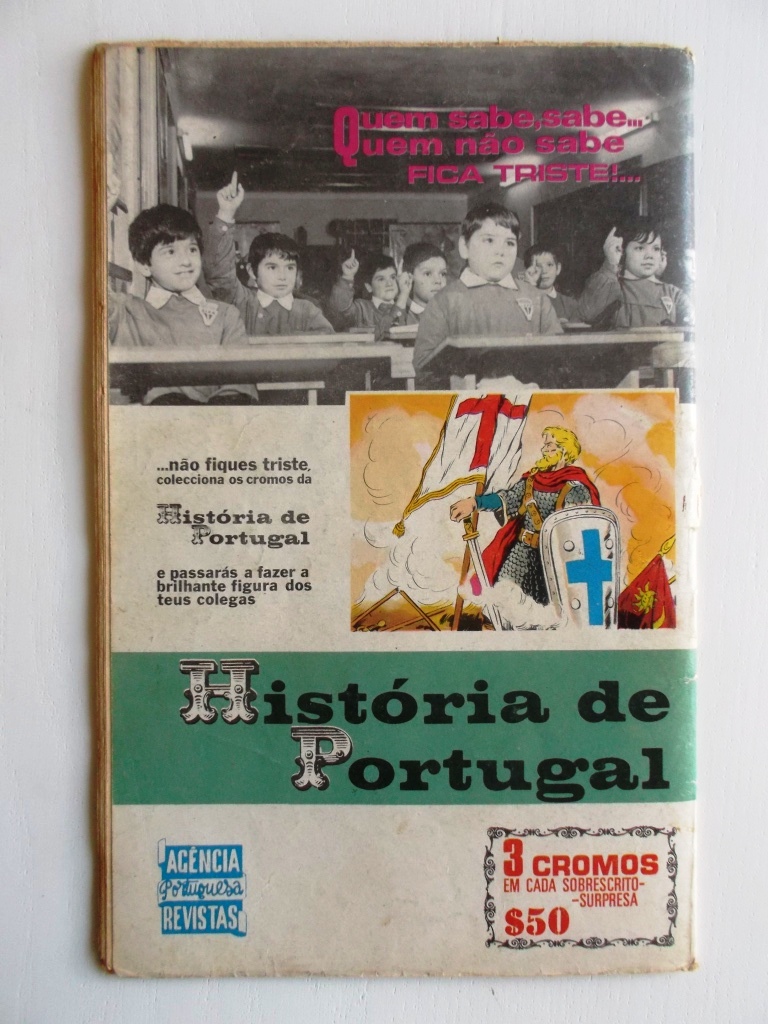 Quem sabe,sabe...
Quem não sabe
FICA TRISTE!...
...não fiques triste,
colecciona os cromos da
História de
Portugal
e passarás a fazer a
brilhante figura dos
teus colegas
História de
Portugal
AGÊNCIA
Portuguesa
REVISTAS
3 CROMOS
EM CADA SOBRESCRITO-
-SURPRESA
$50